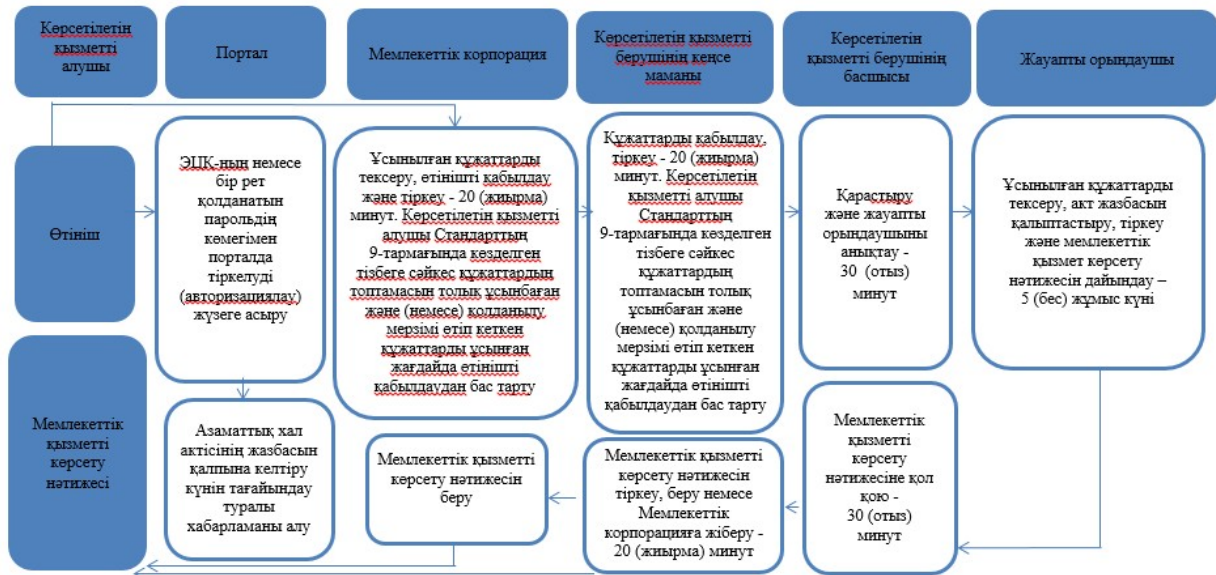 Көрсетілетін
қызметті
алушы
Портал
Мемлекеттік корпорация
Көрсетілетін қызметті
берушінің кеңсе
маманы
Көрсетілетін
қызметті берушінің
басшысы
Жауапты орындаушы
Өтініш
ЭЦҚ-ның немесе
бір рет
қолданатын
парольдің
көмегімен
порталда
тіркелуді
(авторизациялау)
жүзеге асыру
Ұсынылған құжаттарды
тексеру, өтінішті қабылдау
және тіркеу - 20 (жиырма)
минут. Көрсетілетін қызметті
алушы Стандарттың
9-тармағында көзделген
тізбеге сәйкес құжаттардың
топтамасын толық ұсынбаған
және (немесе) қолданылу
мерзімі өтіп кеткен
құжаттарды ұсынған
жағдайда өтінішті
қабылдаудан бас тарту
Құжаттарды қабылдау,
тіркеу - 20 (жиырма)
минут. Көрсетілетін
қызметті алушы
Стандарттың
9-тармағында көзделген
тізбеге сәйкес
құжаттардың
топтамасын толық
ұсынбаған және
(немесе) қолданылу
мерзімі өтіп кеткен
құжаттарды ұсынған
жағдайда өтінішті
қабылдаудан бас тарту
Қарастыру
және жауапты
орындаушыны
анықтау -
30 (отыз)
минут
Ұсынылған құжаттарды
тексеру, акт жазбасын
қалыптастыру, тіркеу
және мемлекеттік
қызмет көрсету
нәтижесін дайындау –
5 (бес) жұмыс күні
Мемлекеттік
қызметті
көрсету
нәтижесі
Азаматтық хал
актісінің жазбасын
қалпына келтіру
күнін тағайындау
туралы
хабарламаны алу
Мемлекеттік қызметті
көрсету нәтижесін
беру
Мемлекеттік қызметті
көрсету нәтижесін
тіркеу, беру немесе
Мемлекеттік
корпорацияға жіберу -
20 (жиырма) минут
Мемлекеттік
қызметті
көрсету
нәтижесіне қол
қою -
30 (отыз)
минут